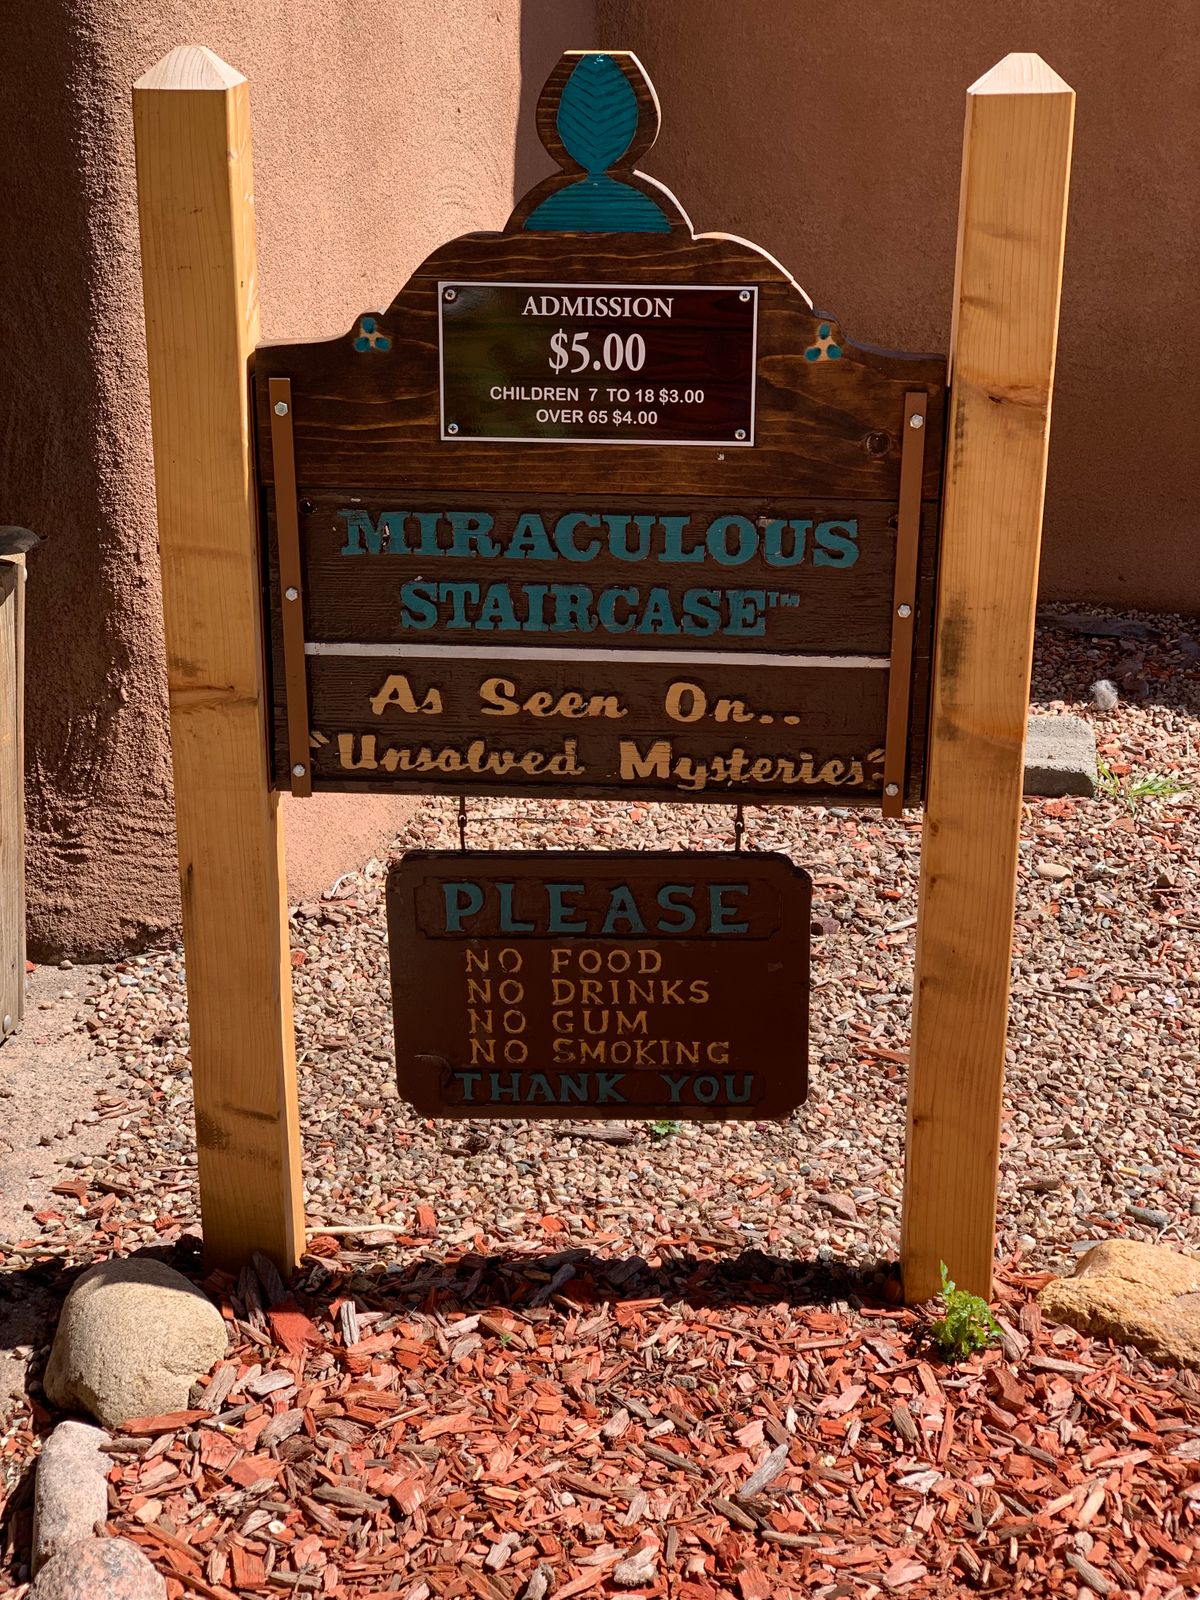 ADMISSION
$5.00
CHILDREN 7 TO 18 $3.00
OVER 65 $4.00
MIRACULOUS
STAIRCASE™
As Seen On..
"Unsolved Mysteries"
PLEASE
NO FOOD
NO DRINKS
NO GUM
NO SMOKING
THANK YOU